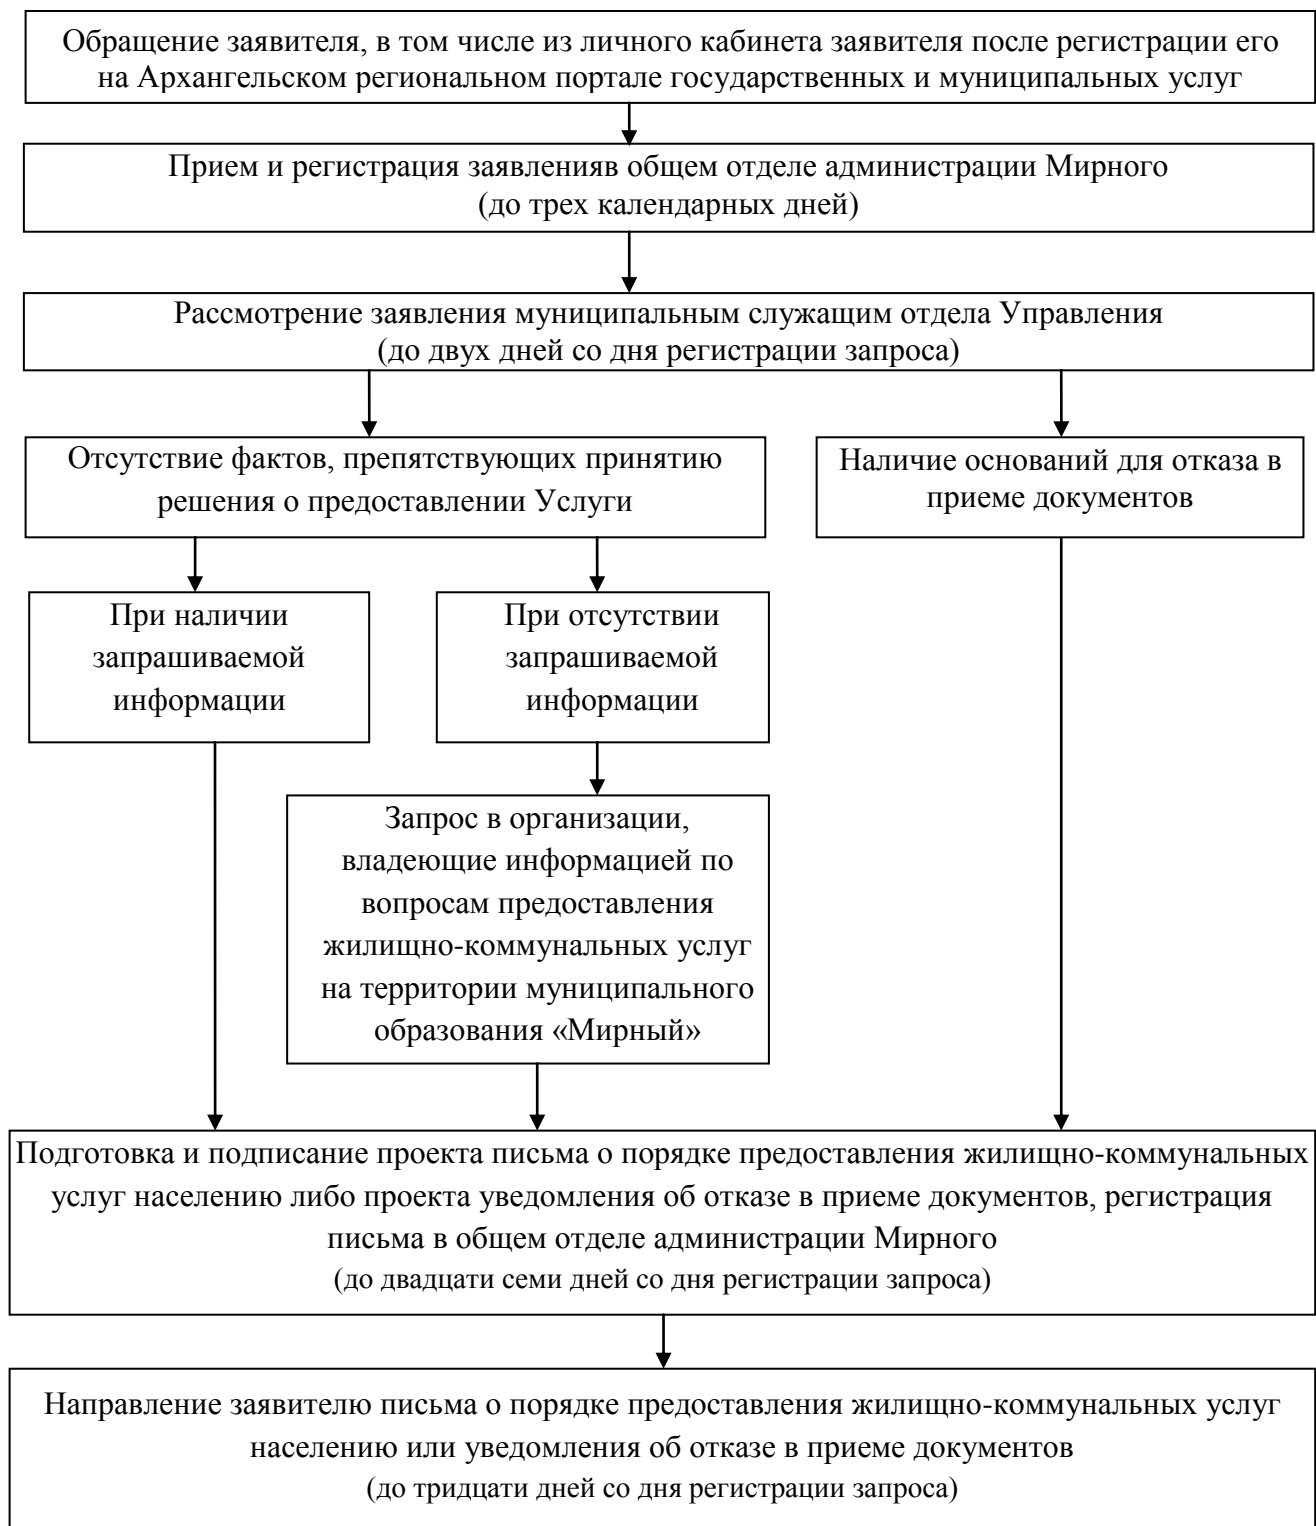 Обращение заявителя, в том числе из личного кабинета заявителя после регистрации его
на Архангельском региональном портале государственных и муниципальных услуг
Прием и регистрация заявленияв общем отделе администрации Мирного
(до трех календарных дней)
Рассмотрение заявления муниципальным служащим отдела Управления
(до двух дней со дня регистрации запроса)
Отсутствие фактов, препятствующих принятию
решения о предоставлении Услуги
Наличие оснований для отказа в
приеме документов
При наличии
запрашиваемой
информации
При отсутствии
запрашиваемой
информации
Запрос в организации,
владеющие информацией по
вопросам предоставления
жилищно-коммунальных услуг
на территории муниципального
образования «Мирный»
Подготовка и подписание проекта письма о порядке предоставления жилищно-коммунальных
услуг населению либо проекта уведомления об отказе в приеме документов, регистрация
письма в общем отделе администрации Мирного
(до двадцати семи дней со дня регистрации запроса)
Направление заявителю письма о порядке предоставления жилищно-коммунальных услуг
населению или уведомления об отказе в приеме документов
(до тридцати дней со дня регистрации запроса)